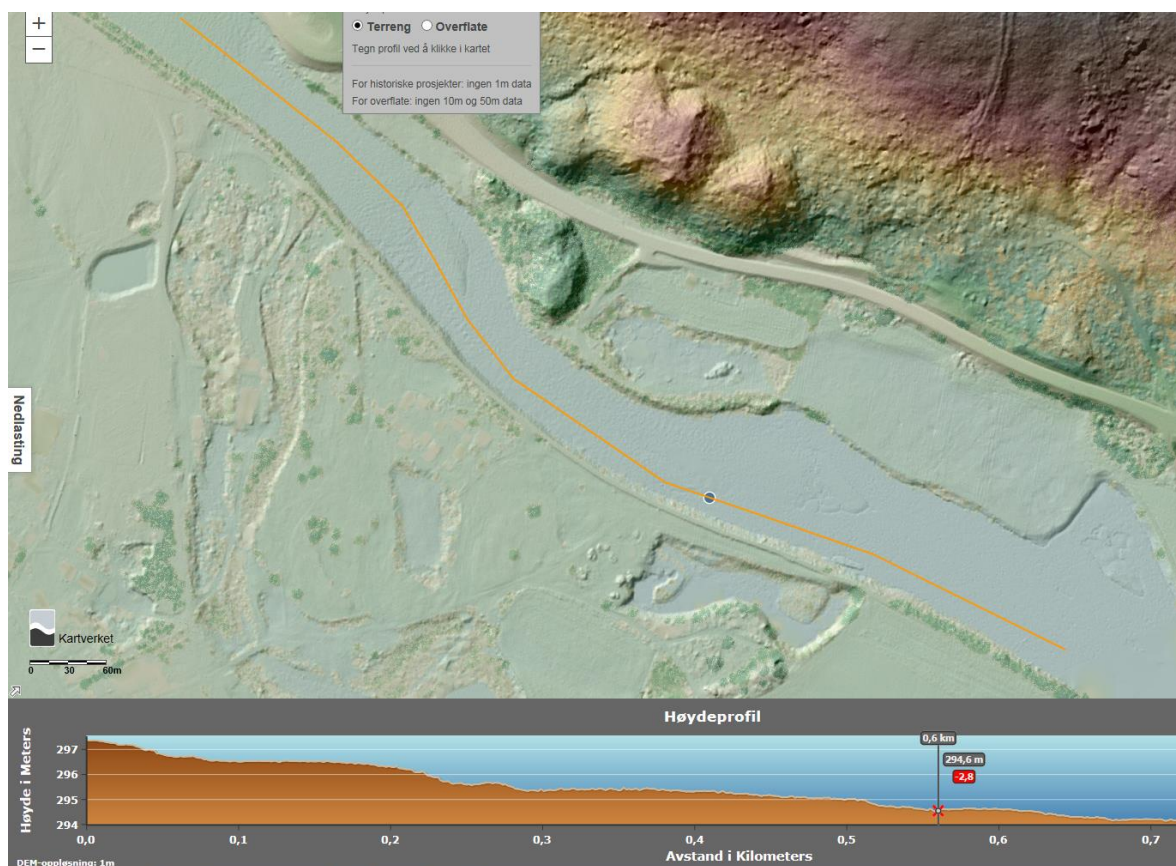 +
−
Terreng Overflate
Tegn profil ved å klikke i kartet
For historiske prosjekter: ingen 1m data
For overflate: ingen 10m og 50m data
Nedlasting
Kartverket
0 30 60m
Høydeprofil
Høyde i Meters
297
296
295
294
0,6 km
294,6 m
-2,8
0,0 0,1 0,2 0,3 0,4 0,5 0,6 0,7
Avstand i Kilometers
DEM-oppløsning: 1m